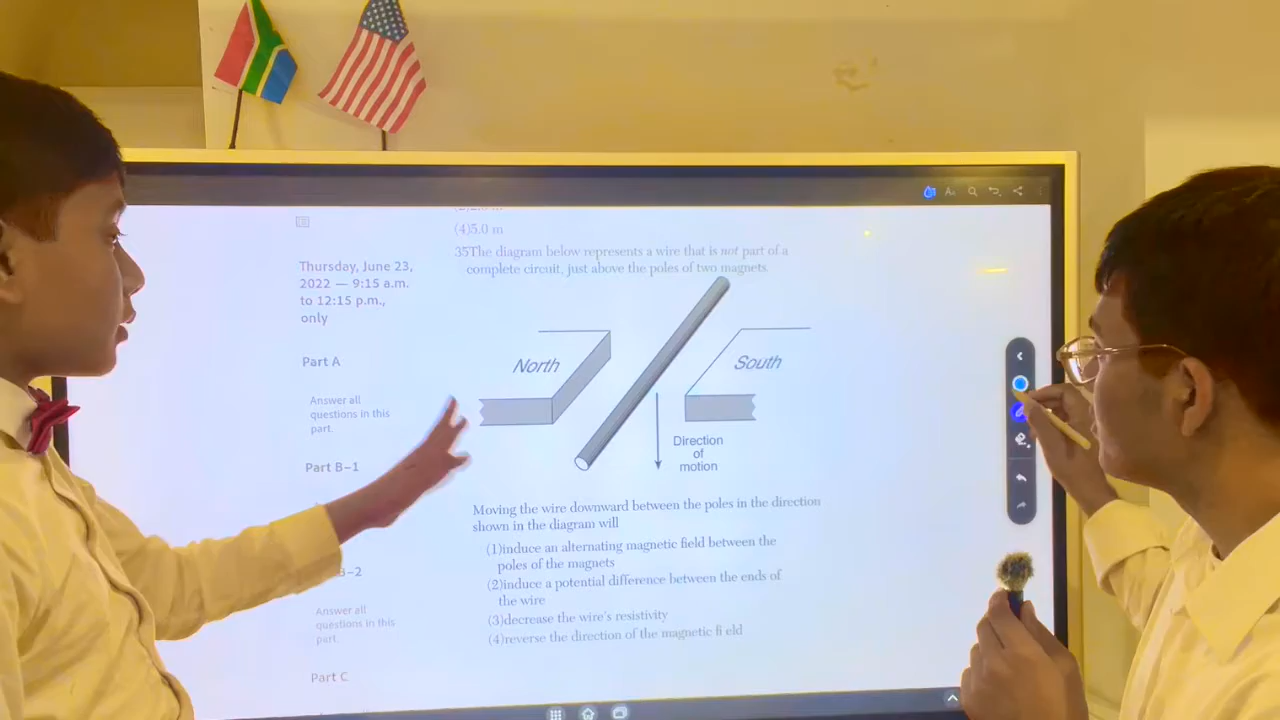 (4)5.0 m
35The diagram below represents a wire that is not part of a
complete circuit, just above the poles of two magnets.
Thursday, June 23,
2022 — 9:15 a.m.
to 12:15 p.m.,
only
Part A
Answer all
questions in this
part.
Part B–1
B–2
Answer all
questions in this
part.
Part C
North
South
Direction
of
motion
Moving the wire downward between the poles in the direction
shown in the diagram will
(1)induce an alternating magnetic field between the
poles of the magnets
(2)induce a potential difference between the ends of
the wire
(3)decrease the wire's resistivity
(4)reverse the direction of the magnetic fi eld